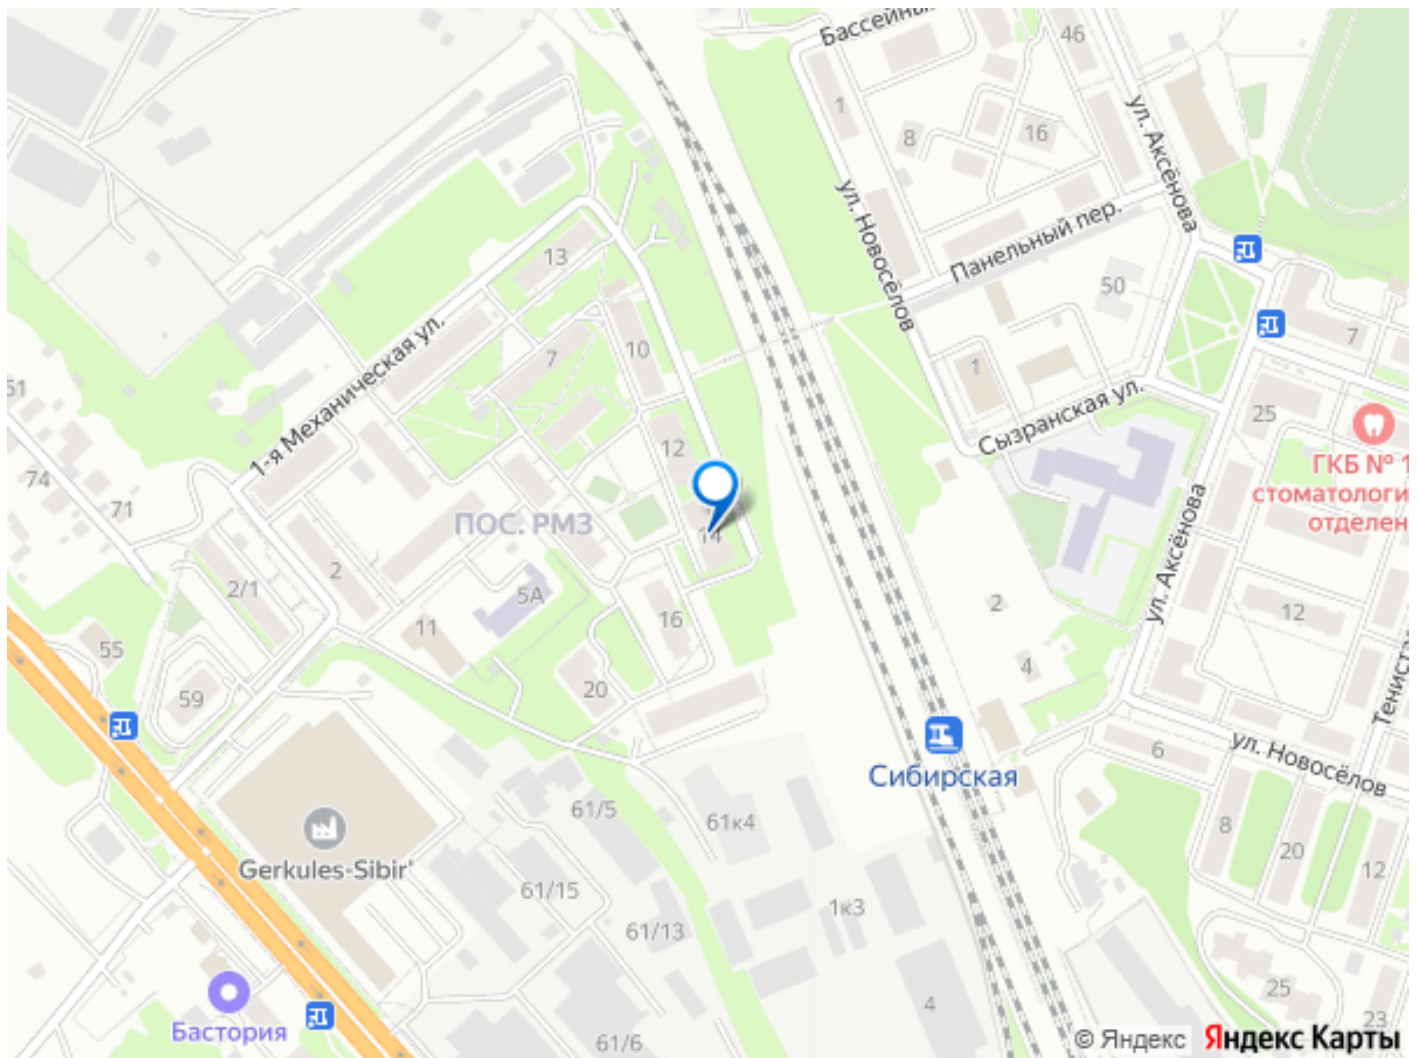 Бассейный
46
1
8
16
ул. Аксёнова
ул. Новосёлов
Панельный пер.
13
50
10
7
7
1
1-я Механическая ул.
Сызранская ул.
51
25
12
74
ГКБ № 1
71
стоматологи
отделен
ПОС. РМЗ
14
ул. Аксёнова
2/1
2
5А
2
12
11
16
55
4
59
20
Тениста
6
ул. Новосёлов
Сибирская
61/5
61к4
8
20
12
Gerkules-Sibir'
61/15
1к3
61/13
25
4
Бастория
61/6
23
© Яндекс Яндекс Карты